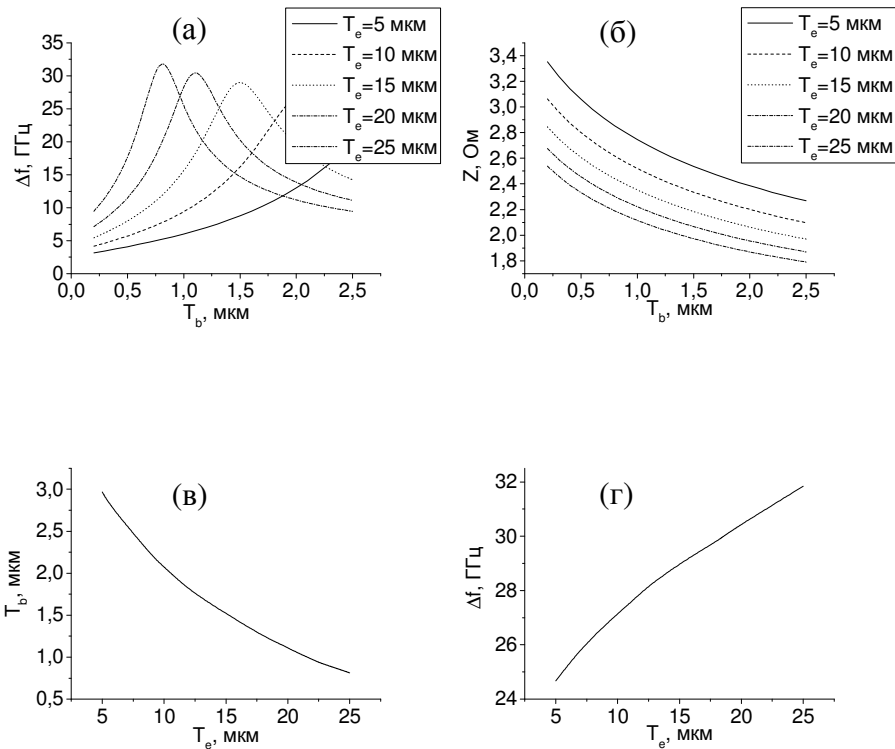 (а)
T_e=5 мкм
T_e=10 мкм
T_e=15 мкм
T_e=20 мкм
T_e=25 мкм
35
30
25
20
15
10
5
0
Δf, ГГц
0,0 0,5 1,0 1,5 2,0 2,5
T_b, мкм
(б)
T_e=5 мкм
T_e=10 мкм
T_e=15 мкм
T_e=20 мкм
T_e=25 мкм
3,4
3,2
3,0
2,8
2,6
2,4
2,2
2,0
1,8
Z, Ом
0,0 0,5 1,0 1,5 2,0 2,5
T_b, мкм
(в)
3,0
2,5
2,0
1,5
1,0
0,5
T_b, мкм
5 10 15 20 25
T_e, мкм
(г)
32
30
28
26
24
Δf, ГГц
5 10 15 20 25
T_e, мкм